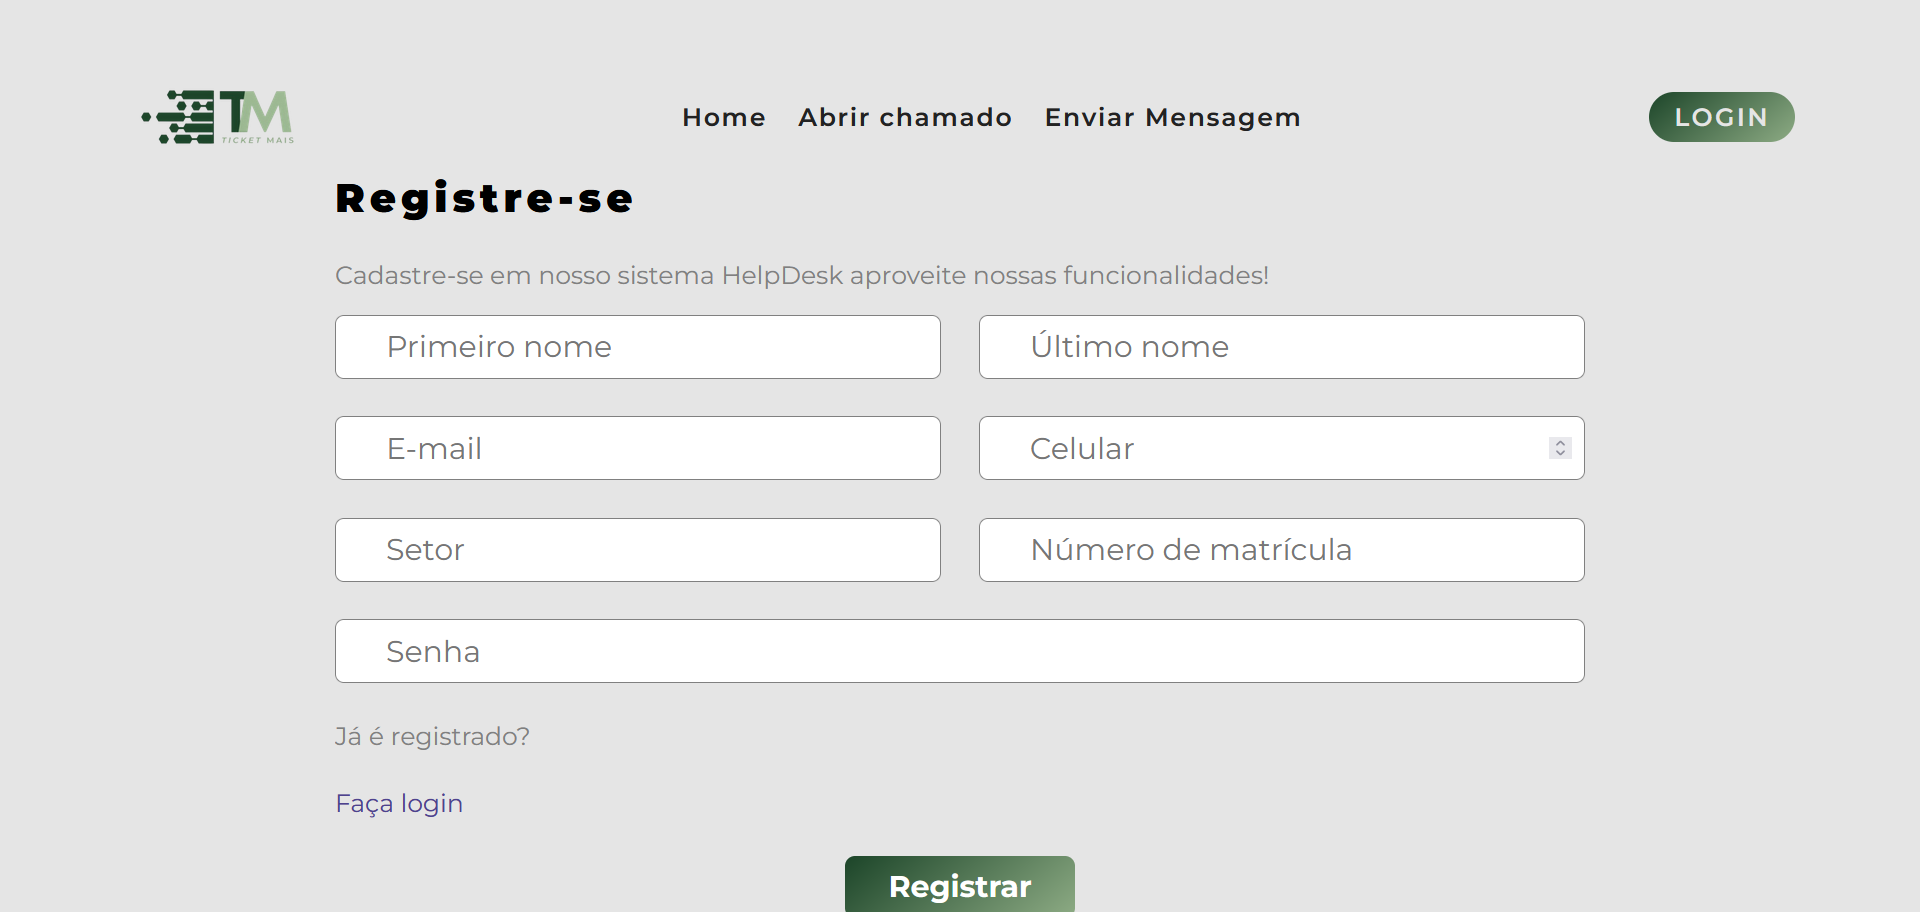 TM
TICKET MAIS
Home Abrir chamado Enviar Mensagem
LOGIN
Registre-se
Cadastre-se em nosso sistema HelpDesk aproveite nossas funcionalidades!
Primeiro nome Último nome
E-mail Celular
Setor Número de matrícula
Senha
Já é registrado?
Faça login
Registrar